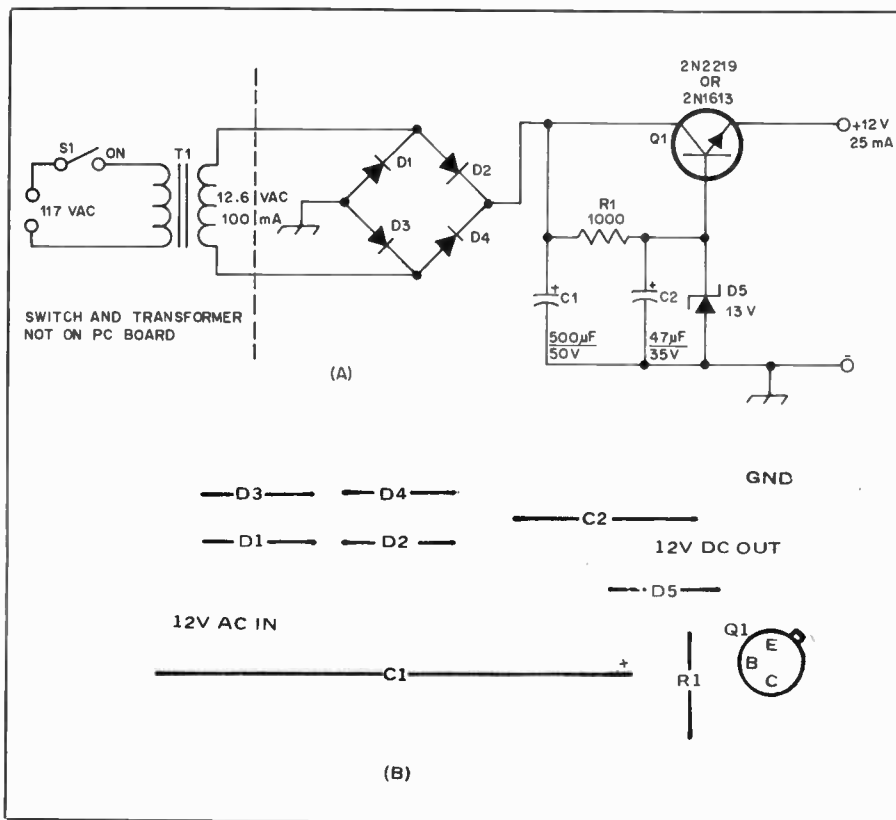 2N2219
OR
2N1613
Q1
+12 V
25 mA
S1
ON
T1
117 VAC
12.6 VAC
100 mA
D1
D2
D3
D4
R1
1000
+
C1
500µF
50V
+
C2
47µF
35V
D5
13 V
-
SWITCH AND TRANSFORMER
NOT ON PC BOARD
(A)
GND
D3
D4
C2
D1
D2
12V DC OUT
D5
12V AC IN
Q1
E
B
C
C1
+
R1
(B)